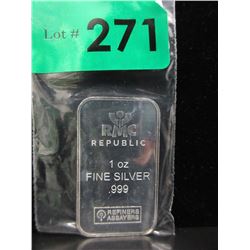 Lot # 271
RMC
REPUBLIC
1 oz
FINE SILVER
.999
REFINERS
ASSAYERS